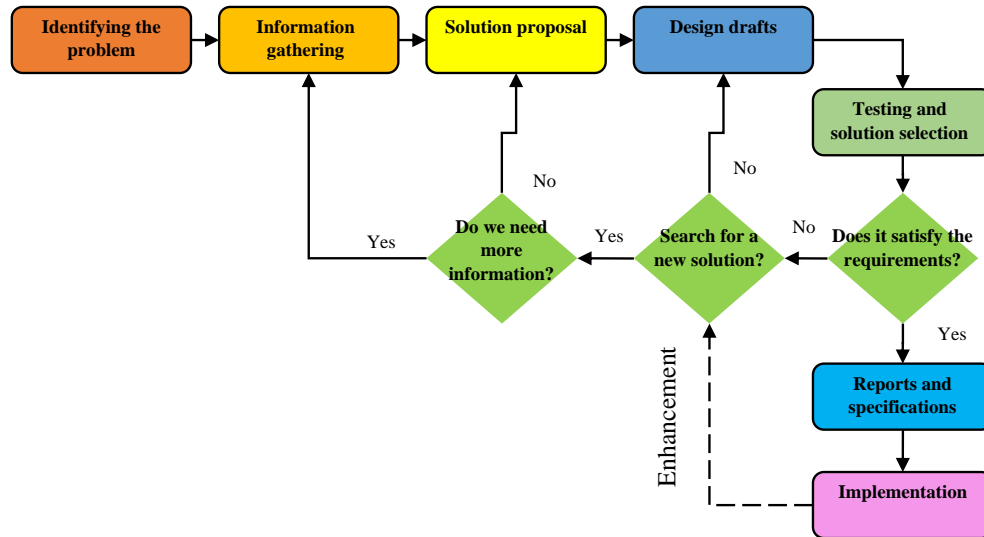 Identifying the
problem
Information
gathering
Solution proposal
Design drafts
Testing and
solution selection
No
No
Do we need
more
information?
Yes
Yes
Search for a
new solution?
No
Does it satisfy the
requirements?
Yes
Reports and
specifications
Enhancement
Implementation